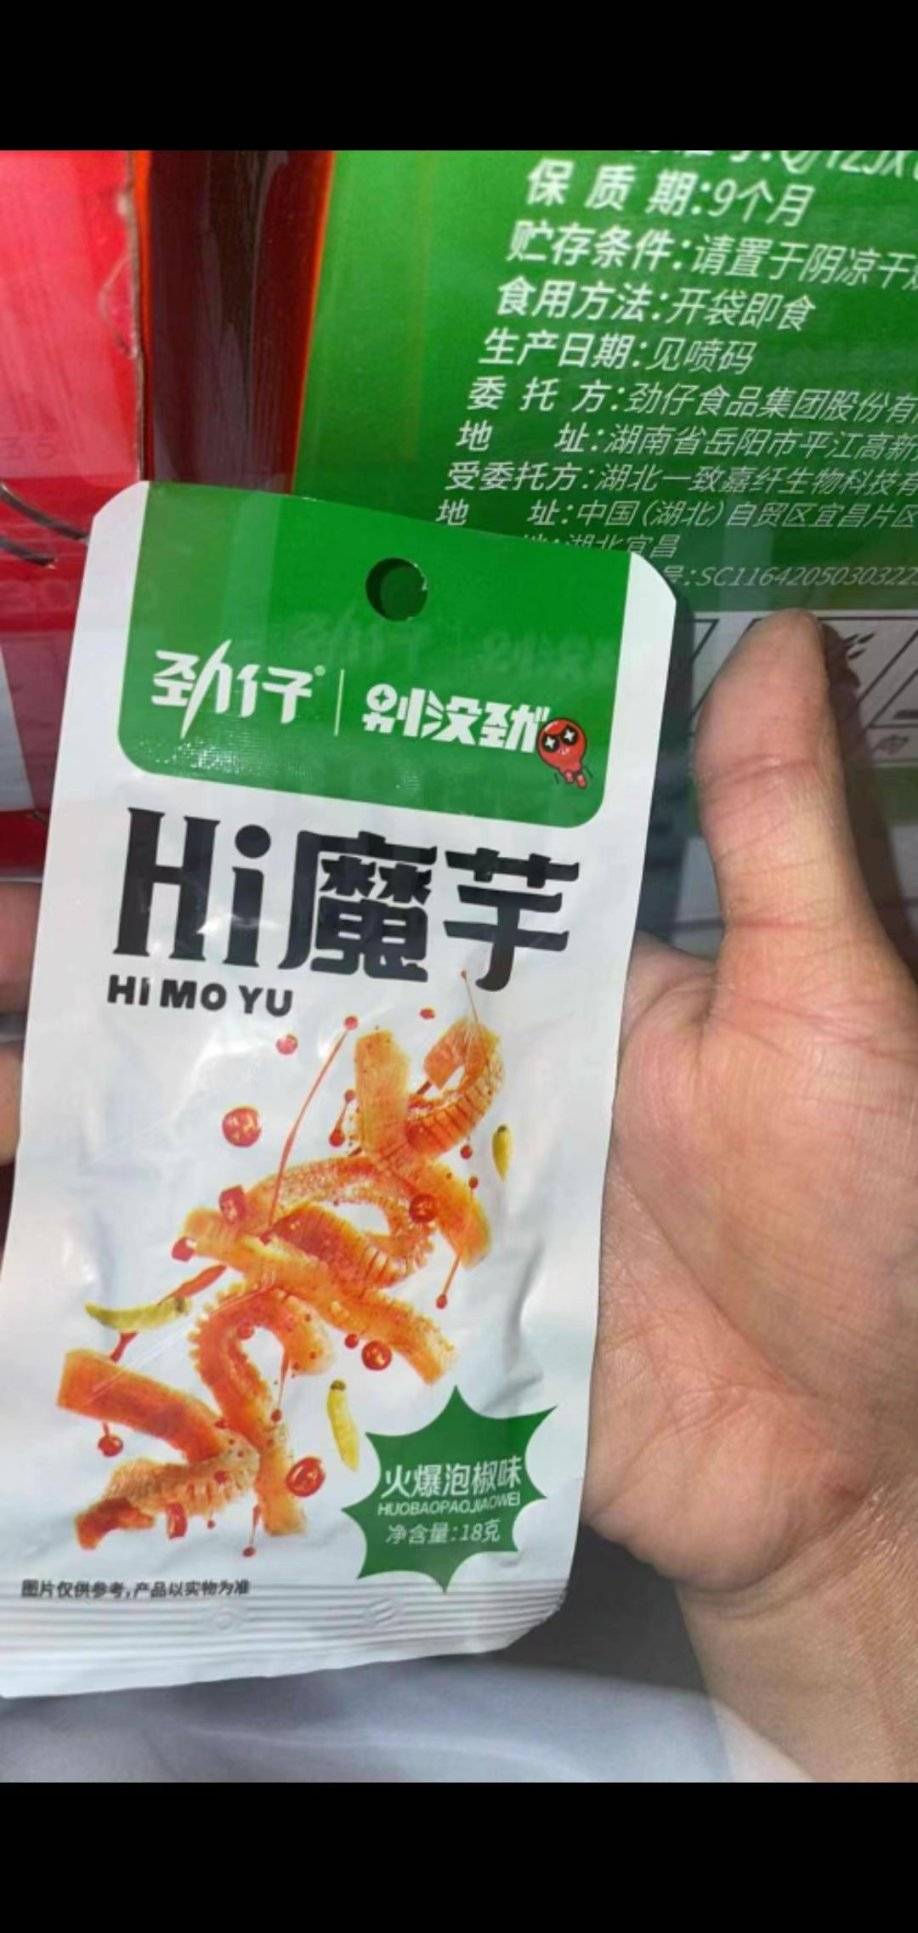 保质期:9个月
贮存条件:请置于阴凉干
食用方法:开袋即食
生产日期:见喷码
委托方:劲仔食品集团股份有
地址:湖南省岳阳市平江高新
受委托方:湖北一致嘉纤生物科技有
地址:中国(湖北)自贸区宜昌片区
湖北宜昌
号:SC1164205030322
劲仔® 别没劲
Hi魔芋
HI MO YU
火爆泡椒味
HUOBAOPAOJIAOWEI
净含量:18克
图片仅供参考,产品以实物为准